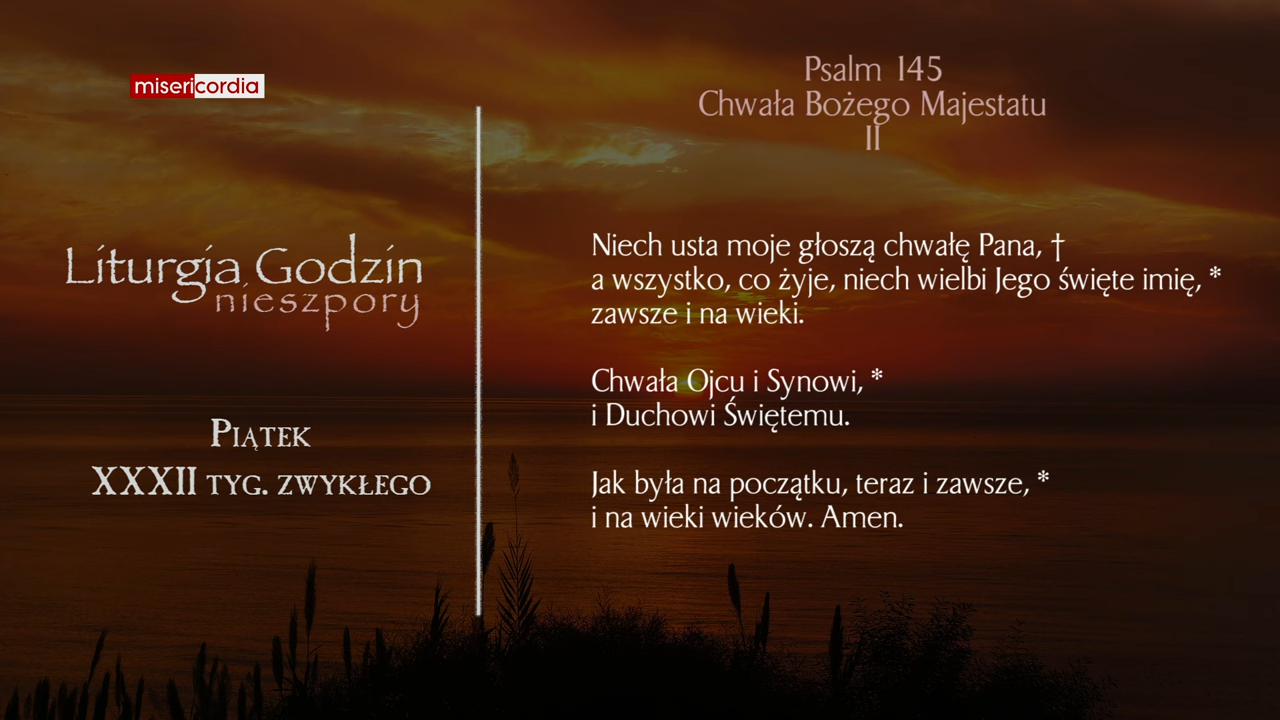 misericordia
Liturgia Godzin
nieszpory
Piątek
XXXII tyg. zwykłego
Psalm 145
Chwała Bożego Majestatu
II
Niech usta moje głoszą chwałę Pana, †
a wszystko, co żyje, niech wielbi Jego święte imię, *
zawsze i na wieki.
Chwała Ojcu i Synowi, *
i Duchowi Świętemu.
Jak była na początku, teraz i zawsze, *
i na wieki wieków. Amen.